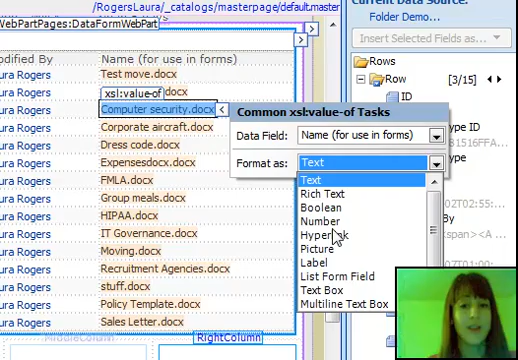 /RogersLaura/_catalogs/masterpage/default.master
WebPartPages:DataFormWebPart
Current Data Source:
Folder Demo...
Insert Selected Fields as...
Rows
Row [3/15]
ID
odified By Name (for use in forms)
ura Rogers Test move.docx
xsl:value-of
ura Rogers .docx
ura Rogers Computer security.docx
ura Rogers Corporate aircraft.docx
ura Rogers Dress code.docx
ura Rogers Expensesdocx.docx
ura Rogers FMLA.docx
ura Rogers Group meals.docx
ura Rogers HIPAA.docx
ura Rogers IT Governance.docx
ura Rogers Moving.docx
ura Rogers Recruitment Agencies.docx
ura Rogers stuff.docx
ura Rogers Policy Template.docx
ura Rogers Sales Letter.docx
MiddleColumn RightColumn
Common xsl:value-of Tasks
Data Field: Name (for use in forms)
Format as: Text
Text
Rich Text
Boolean
Number
Hyperlink
Picture
Label
List Form Field
Text Box
Multiline Text Box
ype ID
31516FFA
ype
02T02:55:
By
span><A